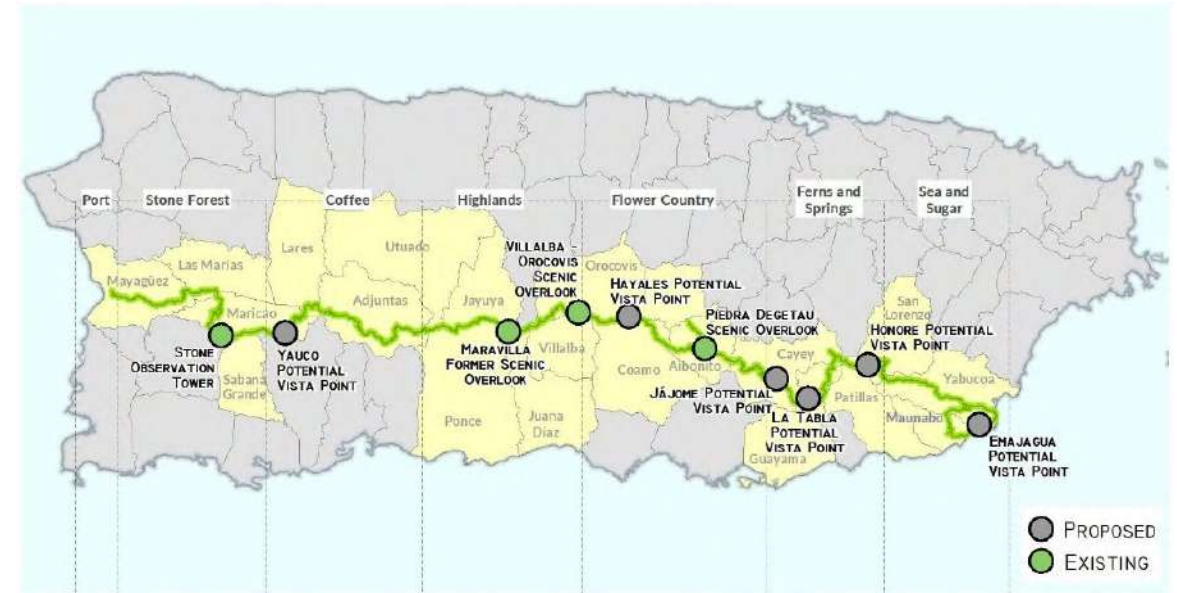 Port
Stone Forest
Coffee
Highlands
Flower Country
Ferns and
Springs
Sea and
Sugar
Mayagüez
Las Marías
Maricao
Lares
Utuado
Adjuntas
Jayuya
Sabana
Grande
Ponce
Juana
Díaz
Villalba
Orocovis
Coamo
Aibonito
Cayey
Guayama
Patillas
San
Lorenzo
Yabucoa
Maunabo
STONE
OBSERVATION
TOWER
YAUCO
POTENTIAL
VISTA POINT
MARAVILLA
FORMER SCENIC
OVERLOOK
VILLALBA -
OROCOVIS
SCENIC
OVERLOOK
HAYALES POTENTIAL
VISTA POINT
PIEDRA DEGETAU
SCENIC OVERLOOK
JÁJOME POTENTIAL
VISTA POINT
LA TABLA
POTENTIAL
VISTA POINT
HONORE POTENTIAL
VISTA POINT
EMAJAGUA
POTENTIAL
VISTA POINT
PROPOSED
EXISTING